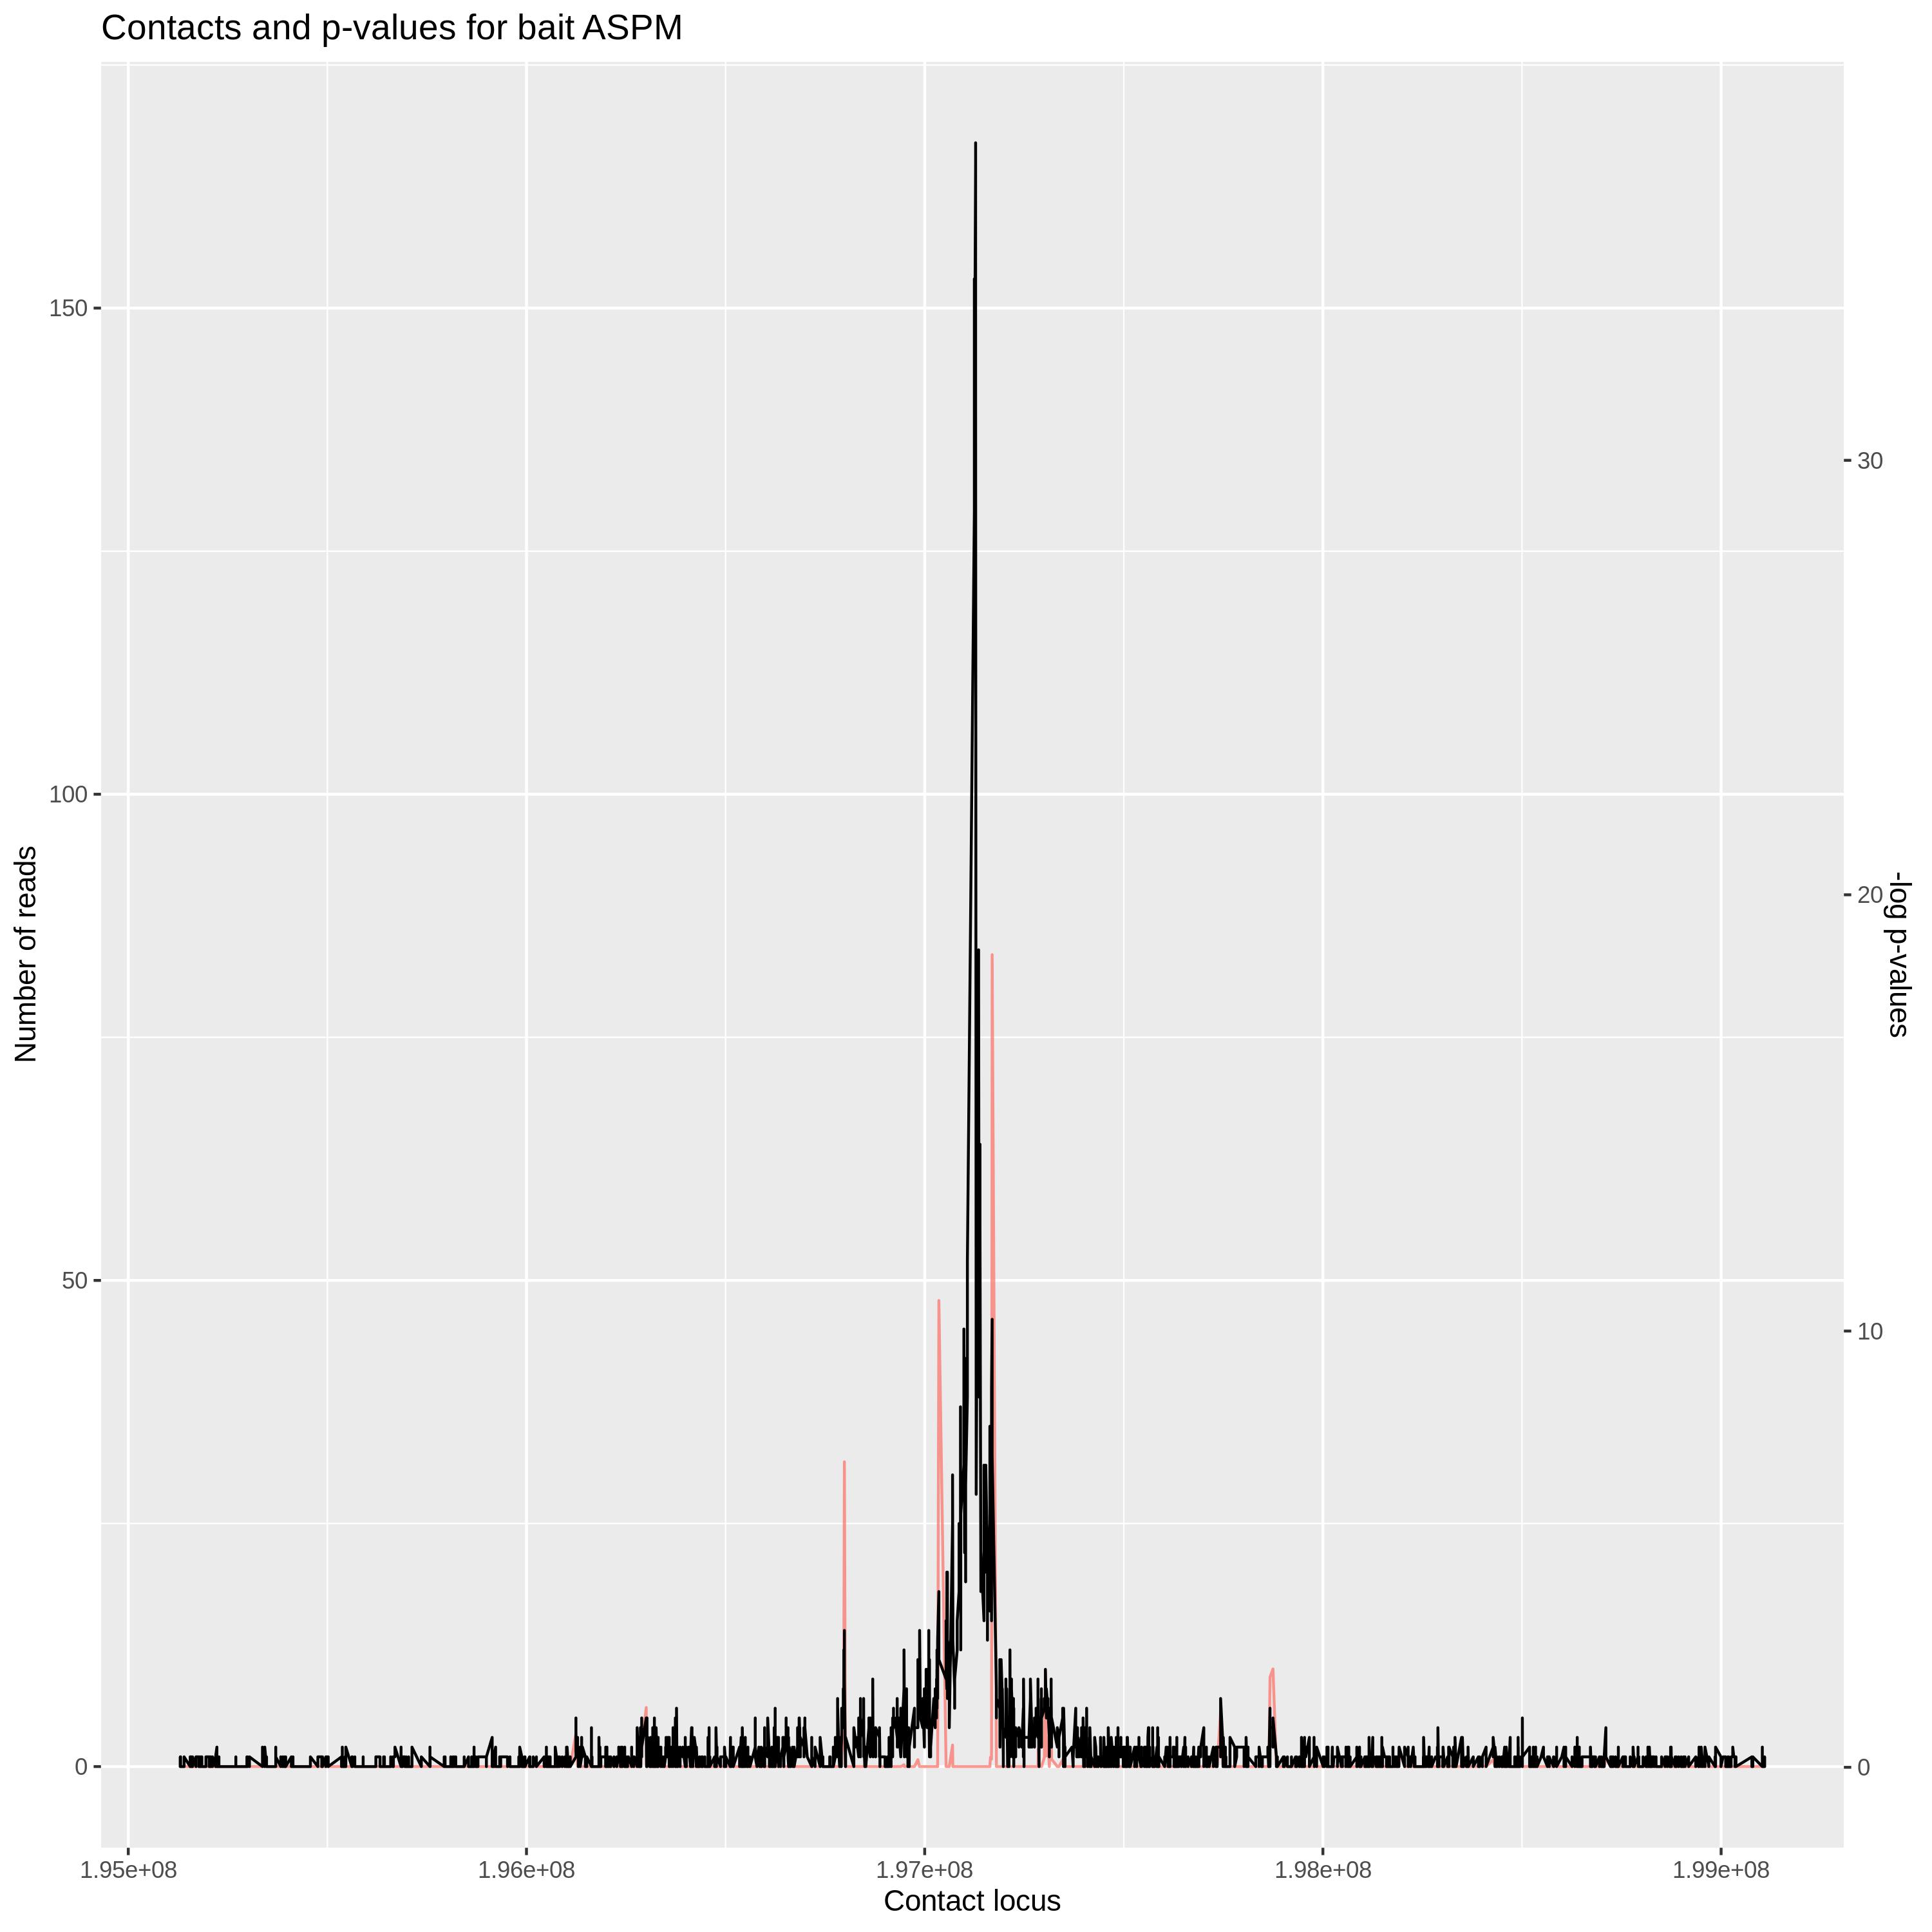 Contacts and p-values for bait ASPM
150
100
50
0
Number of reads
30
20
10
0
-log p-values
1.95e+08 1.96e+08 1.97e+08 1.98e+08 1.99e+08
Contact locus